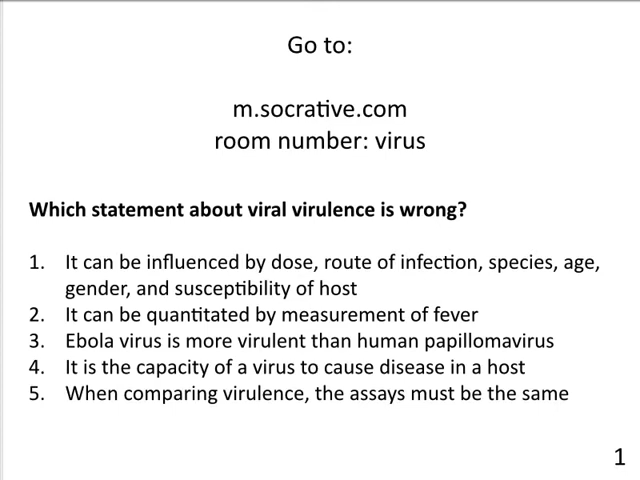 Go to:
m.socrative.com
room number: virus
Which statement about viral virulence is wrong?
1. It can be influenced by dose, route of infection, species, age,
gender, and susceptibility of host
2. It can be quantitated by measurement of fever
3. Ebola virus is more virulent than human papillomavirus
4. It is the capacity of a virus to cause disease in a host
5. When comparing virulence, the assays must be the same
1